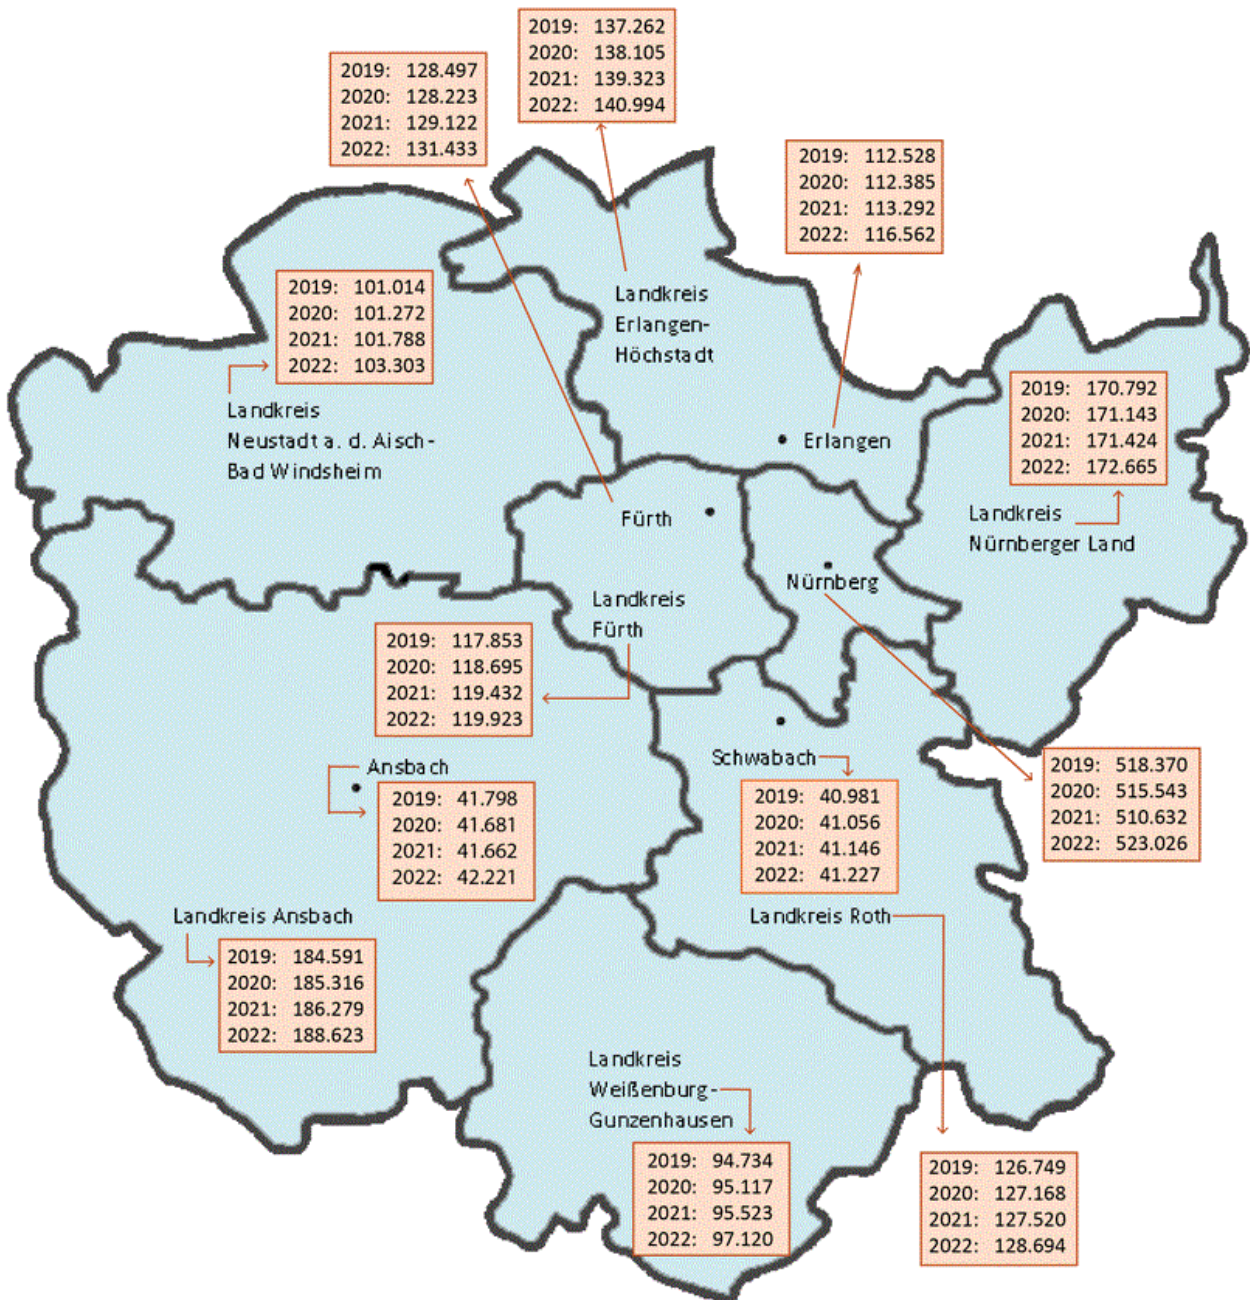 2019: 137.262
2020: 138.105
2021: 139.323
2022: 140.994
2019: 128.497
2020: 128.223
2021: 129.122
2022: 131.433
2019: 112.528
2020: 112.385
2021: 113.292
2022: 116.562
Landkreis
Erlangen-
Höchstadt
2019: 101.014
2020: 101.272
2021: 101.788
2022: 103.303
Landkreis
Neustadt a. d. Aisch-
Bad Windsheim
Erlangen
2019: 170.792
2020: 171.143
2021: 171.424
2022: 172.665
Landkreis
Nürnberger Land
Fürth
Nürnberg
Landkreis
Fürth
2019: 117.853
2020: 118.695
2021: 119.432
2022: 119.923
Ansbach
2019: 41.798
2020: 41.681
2021: 41.662
2022: 42.221
Schwabach
2019: 40.981
2020: 41.056
2021: 41.146
2022: 41.227
2019: 518.370
2020: 515.543
2021: 510.632
2022: 523.026
Landkreis Ansbach
2019: 184.591
2020: 185.316
2021: 186.279
2022: 188.623
Landkreis Roth
Landkreis
Weißenburg-
Gunzenhausen
2019: 94.734
2020: 95.117
2021: 95.523
2022: 97.120
2019: 126.749
2020: 127.168
2021: 127.520
2022: 128.694